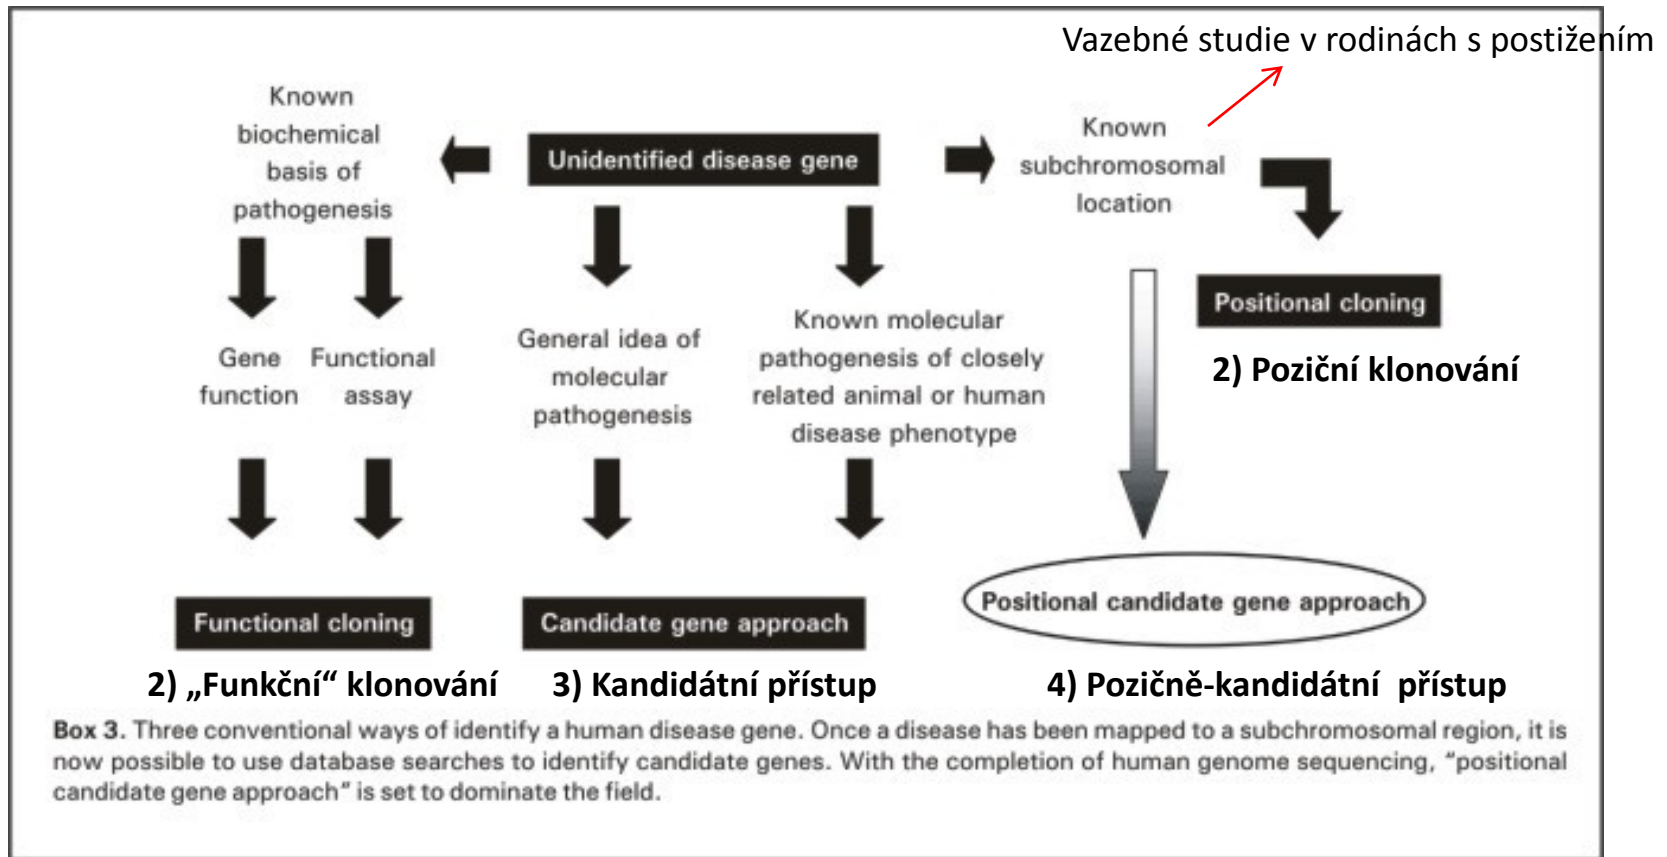 Vazebné studie v rodinách s postižením
Known
biochemical
basis of
pathogenesis
Unidentified disease gene
Known
subchromosomal
location
Gene
function
Functional
assay
General idea of
molecular
pathogenesis
Known molecular
pathogenesis of closely
related animal or human
disease phenotype
Positional cloning
2) Poziční klonování
Functional cloning
Candidate gene approach
Positional candidate gene approach
2) „Funkční“ klonování
3) Kandidátní přístup
4) Pozičně-kandidátní přístup
Box 3. Three conventional ways of identify a human disease gene. Once a disease has been mapped to a subchromosomal region, it is
now possible to use database searches to identify candidate genes. With the completion of human genome sequencing, “positional
candidate gene approach” is set to dominate the field.